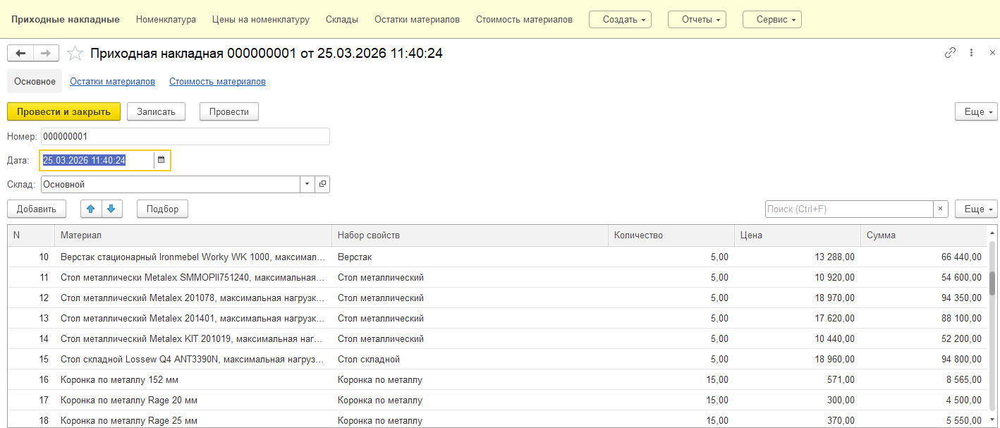 Приходные накладные Номенклатура Цены на номенклатуру Склады Остатки материалов Стоимость материалов Создать Отчеты Сервис
Приходная накладная 000000001 от 25.03.2026 11:40:24
Основное Остатки материалов Стоимость материалов
Провести и закрыть Записать Провести Еще
Номер: 000000001
Дата: 25.03.2026 11:40:24
Склад: Основной
Добавить Подбор Поиск (Ctrl+F) × Еще
N Материал Набор свойств Количество Цена Сумма
10 Верстак стационарный Ironmebel Worky WK 1000, максимал... Верстак 5,00 13 288,00 66 440,00
11 Стол металлически Metalex SMMOPII751240, максимальная... Стол металлический 5,00 10 920,00 54 600,00
12 Стол металлический Metalex 201078, максимальная нагрузк... Стол металлический 5,00 18 970,00 94 350,00
13 Стол металлический Metalex 201401, максимальная нагрузк... Стол металлический 5,00 17 620,00 88 100,00
14 Стол металлический Metalex KIT 201019, максимальная наг... Стол металлический 5,00 10 440,00 52 200,00
15 Стол складной Lossew Q4 ANT3390N, максимальная нагруз... Стол складной 5,00 18 960,00 94 800,00
16 Коронка по металлу 152 мм Коронка по металлу 15,00 571,00 8 565,00
17 Коронка по металлу Rage 20 мм Коронка по металлу 15,00 300,00 4 500,00
18 Коронка по металлу Rage 25 мм Коронка по металлу 15,00 370,00 5 550,00